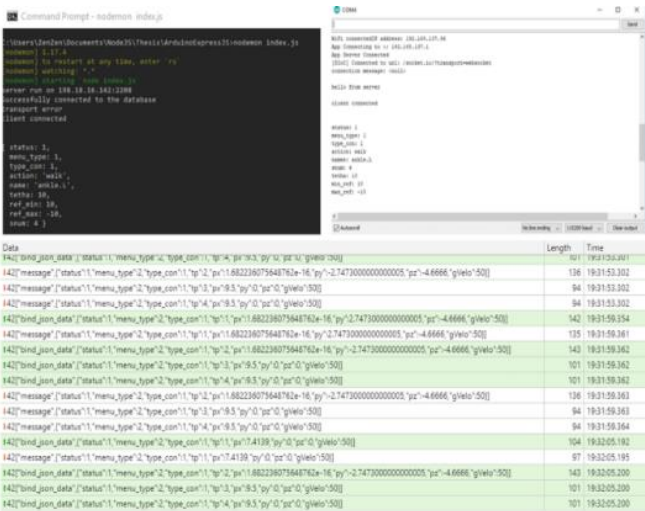 Command Prompt - nodemon index.js
C:\Users\ZenZen\Documents\NodeJS\Thesis\ArduinoExpressJS>nodemon index.js
[nodemon] 1.17.4
[nodemon] to restart at any time, enter `rs`
[nodemon] watching: *.*
[nodemon] starting `node index.js`
server run on
successfully connected to the database
transport error
client connected
{ status: 1,
menu_type: 1,
type_con: 1,
action: 'walk',
name: 'ankle.i',
tetha: 10,
ref_min: 10,
ref_max: -10,
snum: 4 }
COM4
Send
WiFi connectedIP address:
App Connecting to
App Server Connected
[SIoC] Connected to url: /socket.io/?transport=websocket
connection message: (null)
hello from server
client connected
status: 1
menu_type: 1
type_con: 1
action: walk
names: ankle.i
snum: 4
tetha: 10
min_ref: 10
max_ref: -10
Autoscroll
No line ending
115200 baud
Clear output
Data Length Time
42["bind_json_data",{"status":1,"menu_type":2,"type_con":1,"tp":4,"px":9.5,"py":0,"pz":0,"gVelo":50}] 101 19:31:53.301
42["message",{"status":1,"menu_type":2,"type_con":1,"tp":2,"px":1.682236075648762e-16,"py":-2.7473000000000005,"pz":-4.6666,"gVelo":50}] 136 19:31:53.302
42["message",{"status":1,"menu_type":2,"type_con":1,"tp":3,"px":9.5,"py":0,"pz":0,"gVelo":50}] 94 19:31:53.302
42["message",{"status":1,"menu_type":2,"type_con":1,"tp":4,"px":9.5,"py":0,"pz":0,"gVelo":50}] 94 19:31:53.302
42["bind_json_data",{"status":1,"menu_type":2,"type_con":1,"tp":1,"px":1.682236075648762e-16,"py":2.7473000000000005,"pz":-4.6666,"gVelo":50}] 142 19:31:59.354
42["message",{"status":1,"menu_type":2,"type_con":1,"tp":1,"px":1.682236075648762e-16,"py":2.7473000000000005,"pz":-4.6666,"gVelo":50}] 135 19:31:59.361
42["bind_json_data",{"status":1,"menu_type":2,"type_con":1,"tp":2,"px":1.682236075648762e-16,"py":-2.7473000000000005,"pz":-4.6666,"gVelo":50}] 143 19:31:59.362
42["bind_json_data",{"status":1,"menu_type":2,"type_con":1,"tp":3,"px":9.5,"py":0,"pz":0,"gVelo":50}] 101 19:31:59.362
42["bind_json_data",{"status":1,"menu_type":2,"type_con":1,"tp":4,"px":9.5,"py":0,"pz":0,"gVelo":50}] 101 19:31:59.362
42["message",{"status":1,"menu_type":2,"type_con":1,"tp":2,"px":1.682236075648762e-16,"py":-2.7473000000000005,"pz":-4.6666,"gVelo":50}] 136 19:31:59.363
42["message",{"status":1,"menu_type":2,"type_con":1,"tp":3,"px":9.5,"py":0,"pz":0,"gVelo":50}] 94 19:31:59.363
42["message",{"status":1,"menu_type":2,"type_con":1,"tp":4,"px":9.5,"py":0,"pz":0,"gVelo":50}] 94 19:31:59.364
42["bind_json_data",{"status":1,"menu_type":2,"type_con":1,"tp":1,"px":7.4139,"py":0,"pz":0,"gVelo":50}] 104 19:32:05.192
42["message",{"status":1,"menu_type":2,"type_con":1,"tp":1,"px":7.4139,"py":0,"pz":0,"gVelo":50}] 97 19:32:05.195
42["bind_json_data",{"status":1,"menu_type":2,"type_con":1,"tp":2,"px":1.682236075648762e-16,"py":-2.7473000000000005,"pz":-4.6666,"gVelo":50}] 143 19:32:05.200
42["bind_json_data",{"status":1,"menu_type":2,"type_con":1,"tp":3,"px":9.5,"py":0,"pz":0,"gVelo":50}] 101 19:32:05.200
42["bind_json_data",{"status":1,"menu_type":2,"type_con":1,"tp":4,"px":9.5,"py":0,"pz":0,"gVelo":50}] 101 19:32:05.200